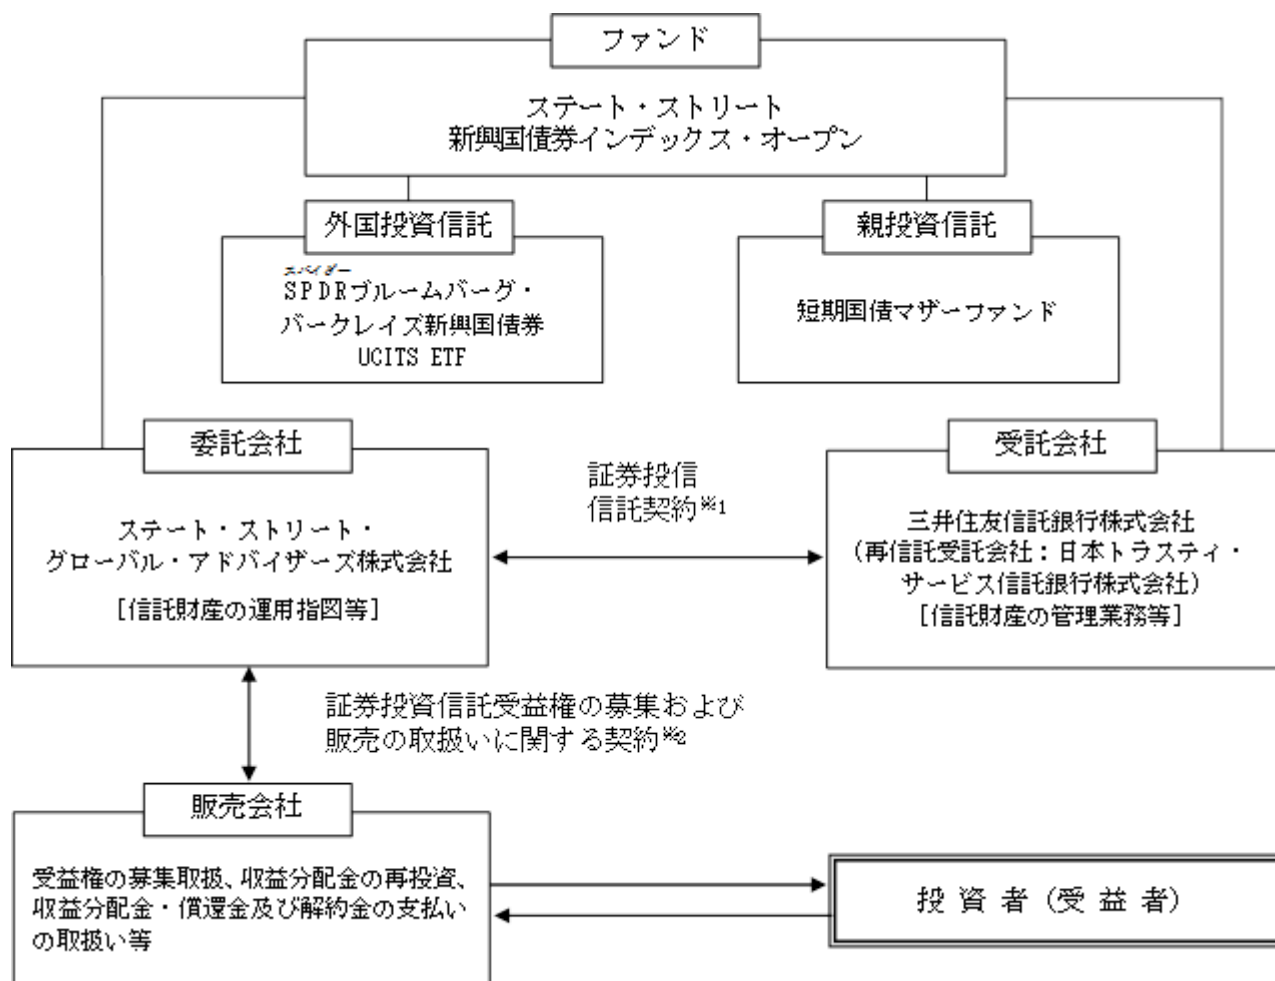 ファンド
ステート・ストリート
新興国債券インデックス・オープン
外国投資信託
スパイダー
SPDRブルームバーグ・
バークレイズ新興国債券
UCITS ETF
親投資信託
短期国債マザーファンド
委託会社
ステート・ストリート・
グローバル・アドバイザーズ株式会社
[信託財産の運用指図等]
証券投信
信託契約※1
受託会社
三井住友信託銀行株式会社
(再信託受託会社:日本トラスティ・
サービス信託銀行株式会社)
[信託財産の管理業務等]
証券投資信託受益権の募集および
販売の取扱いに関する契約※2
販売会社
受益権の募集取扱、収益分配金の再投資、
収益分配金・償還金及び解約金の支払い
の取扱い等
投資者(受益者)